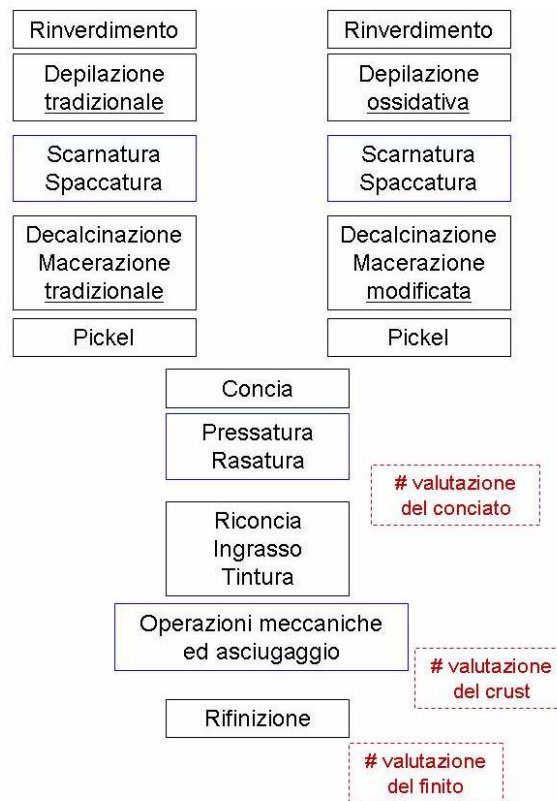 Rinverdimento
Depilazione
tradizionale
Scarnatura
Spaccatura
Decalcinazione
Macerazione
tradizionale
Pickel
Rinverdimento
Depilazione
ossidativa
Scarnatura
Spaccatura
Decalcinazione
Macerazione
modificata
Pickel
Concia
Pressatura
Rasatura
# valutazione
del conciato
Riconcia
Ingrasso
Tintura
Operazioni meccaniche
ed asciugaggio
# valutazione
del crust
Rifinizione
# valutazione
del finito